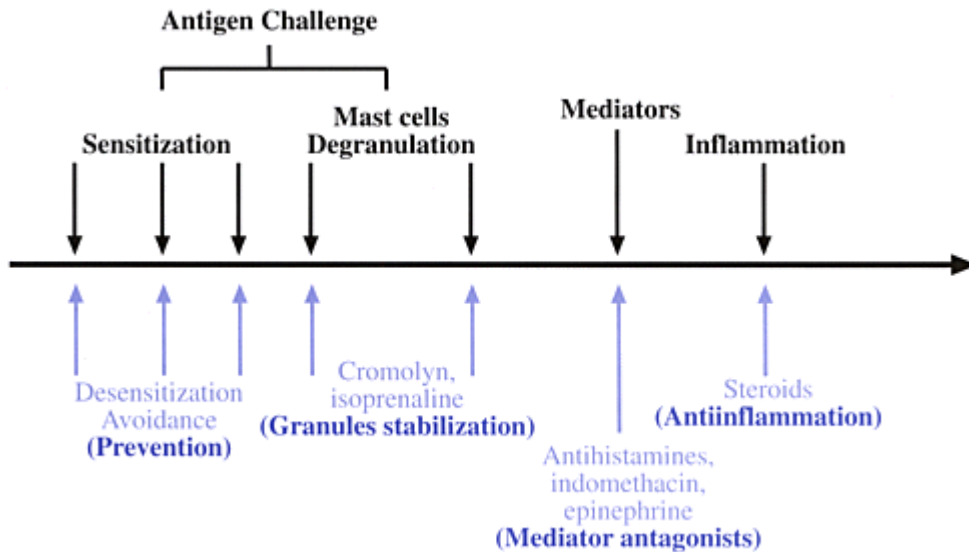 Antigen Challenge
Sensitization
Mast cells
Degranulation
Mediators
Inflammation
Desensitization
Avoidance
(Prevention)
Cromolyn,
isoprenaline
(Granules stabilization)
Antihistamines,
indomethacin,
epinephrine
(Mediator antagonists)
Steroids
(Antiinflammation)